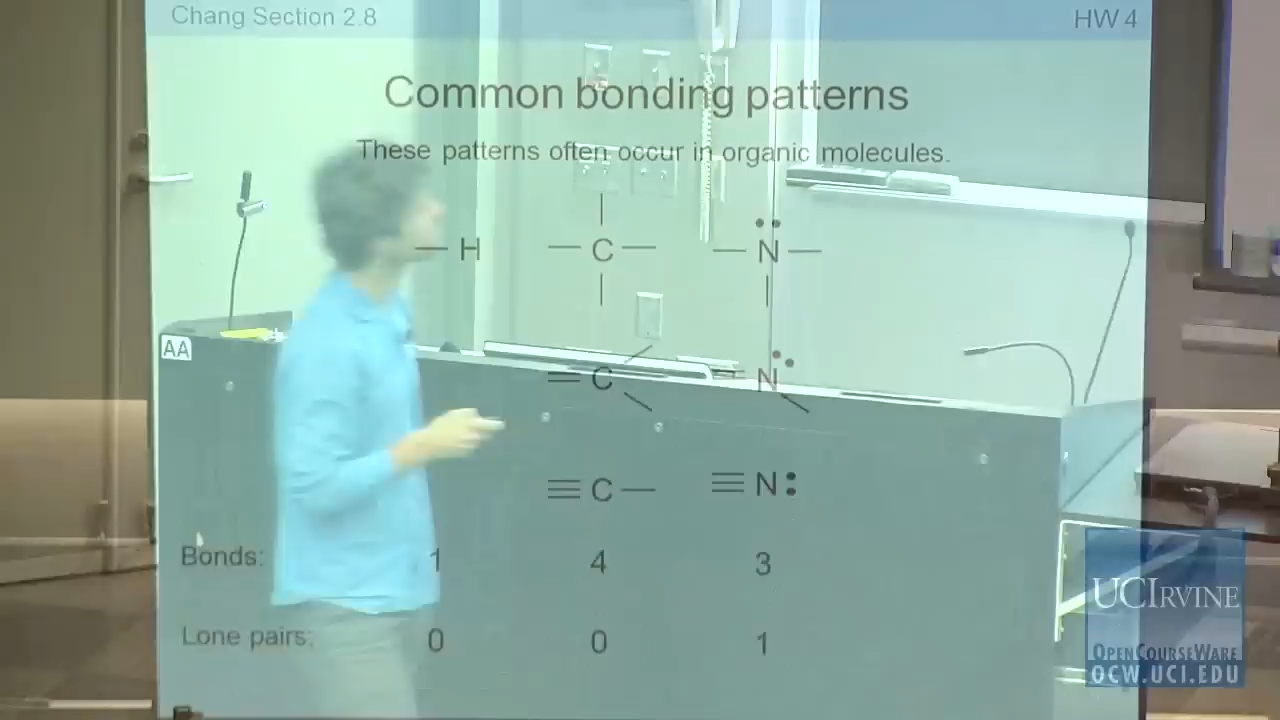 Chang Section 2.8 HW 4
Common bonding patterns
These patterns often occur in organic molecules.
H C N
C N
C N
AA
Bonds: 1 4 3
Lone pairs: 0 0 1
UCIRVINE
OPENCOURSEWARE
OCW.UCI.EDU